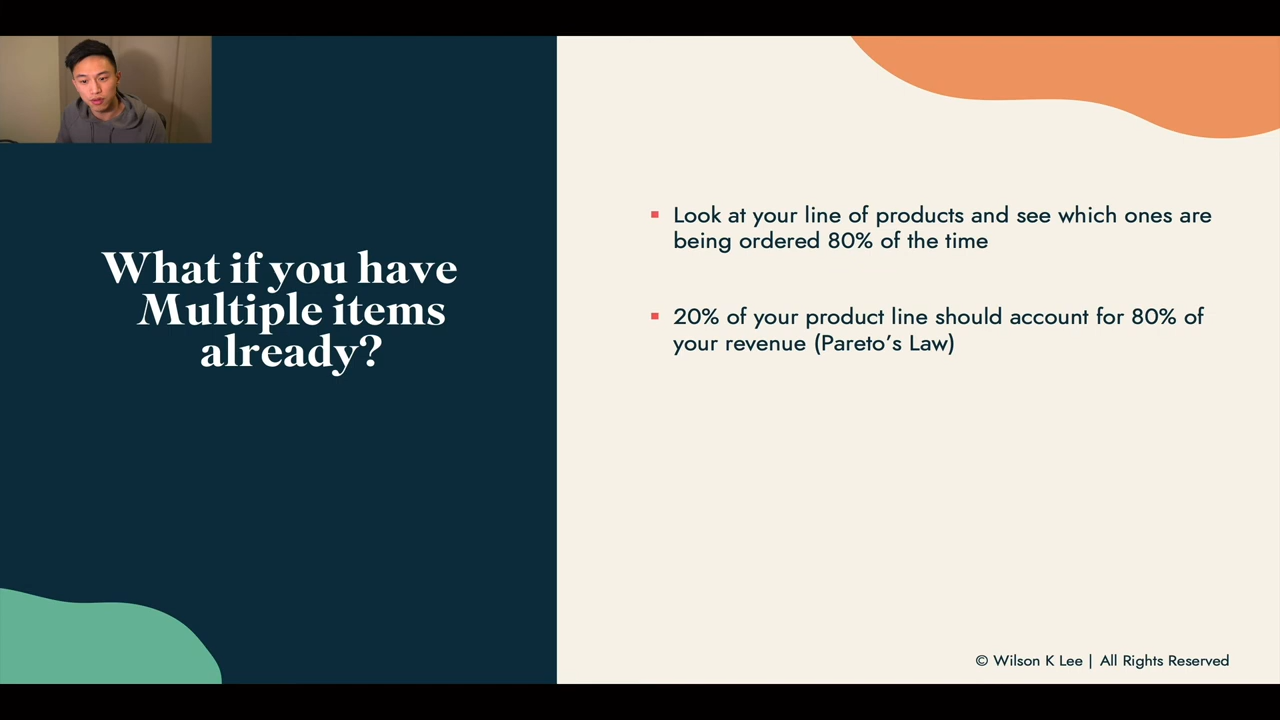 What if you have
Multiple items
already?
▪ Look at your line of products and see which ones are
being ordered 80% of the time
▪ 20% of your product line should account for 80% of
your revenue (Pareto’s Law)
© Wilson K Lee | All Rights Reserved